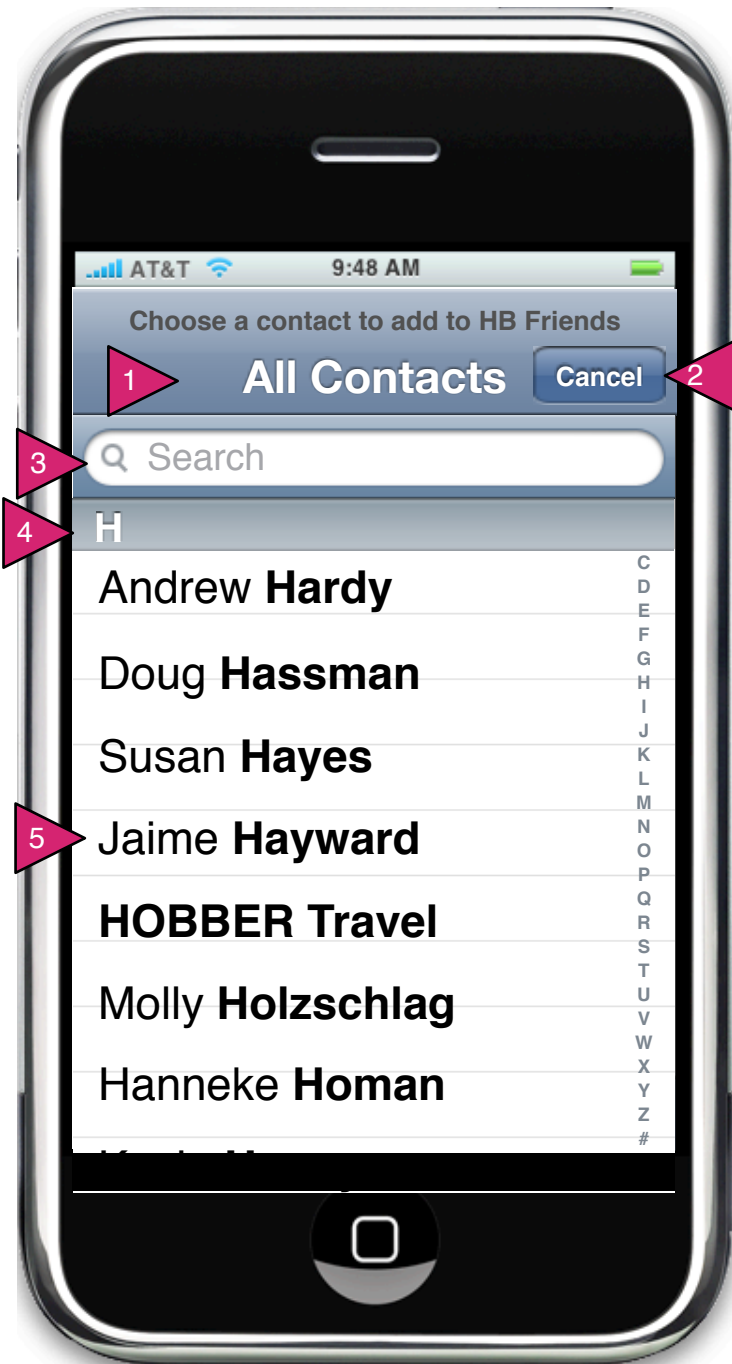 AT&T 9:48 AM
Choose a contact to add to HB Friends
1 All Contacts Cancel 2
3 Search
4 H
Andrew Hardy
Doug Hassman
Susan Hayes
5 Jaime Hayward
HOBBER Travel
Molly Holzschlag
Hanneke Homan
C
D
E
F
G
H
I
J
K
L
M
N
O
P
Q
R
S
T
U
V
W
X
Y
Z
#